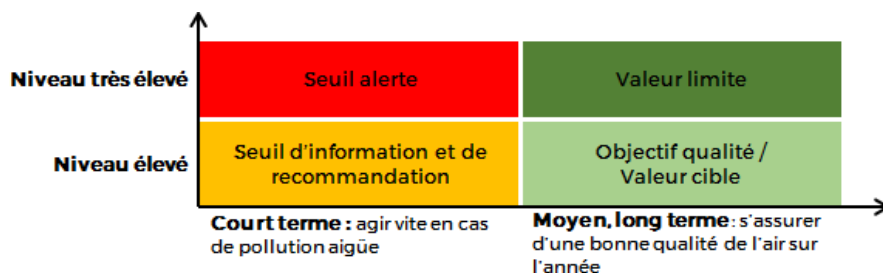 Niveau très élevé
Seuil alerte
Valeur limite
Niveau élevé
Seuil d'information et de
recommandation
Objectif qualité /
Valeur cible
Court terme : agir vite en cas
de pollution aigüe
Moyen, long terme : s'assurer
d'une bonne qualité de l'air sur
l'année